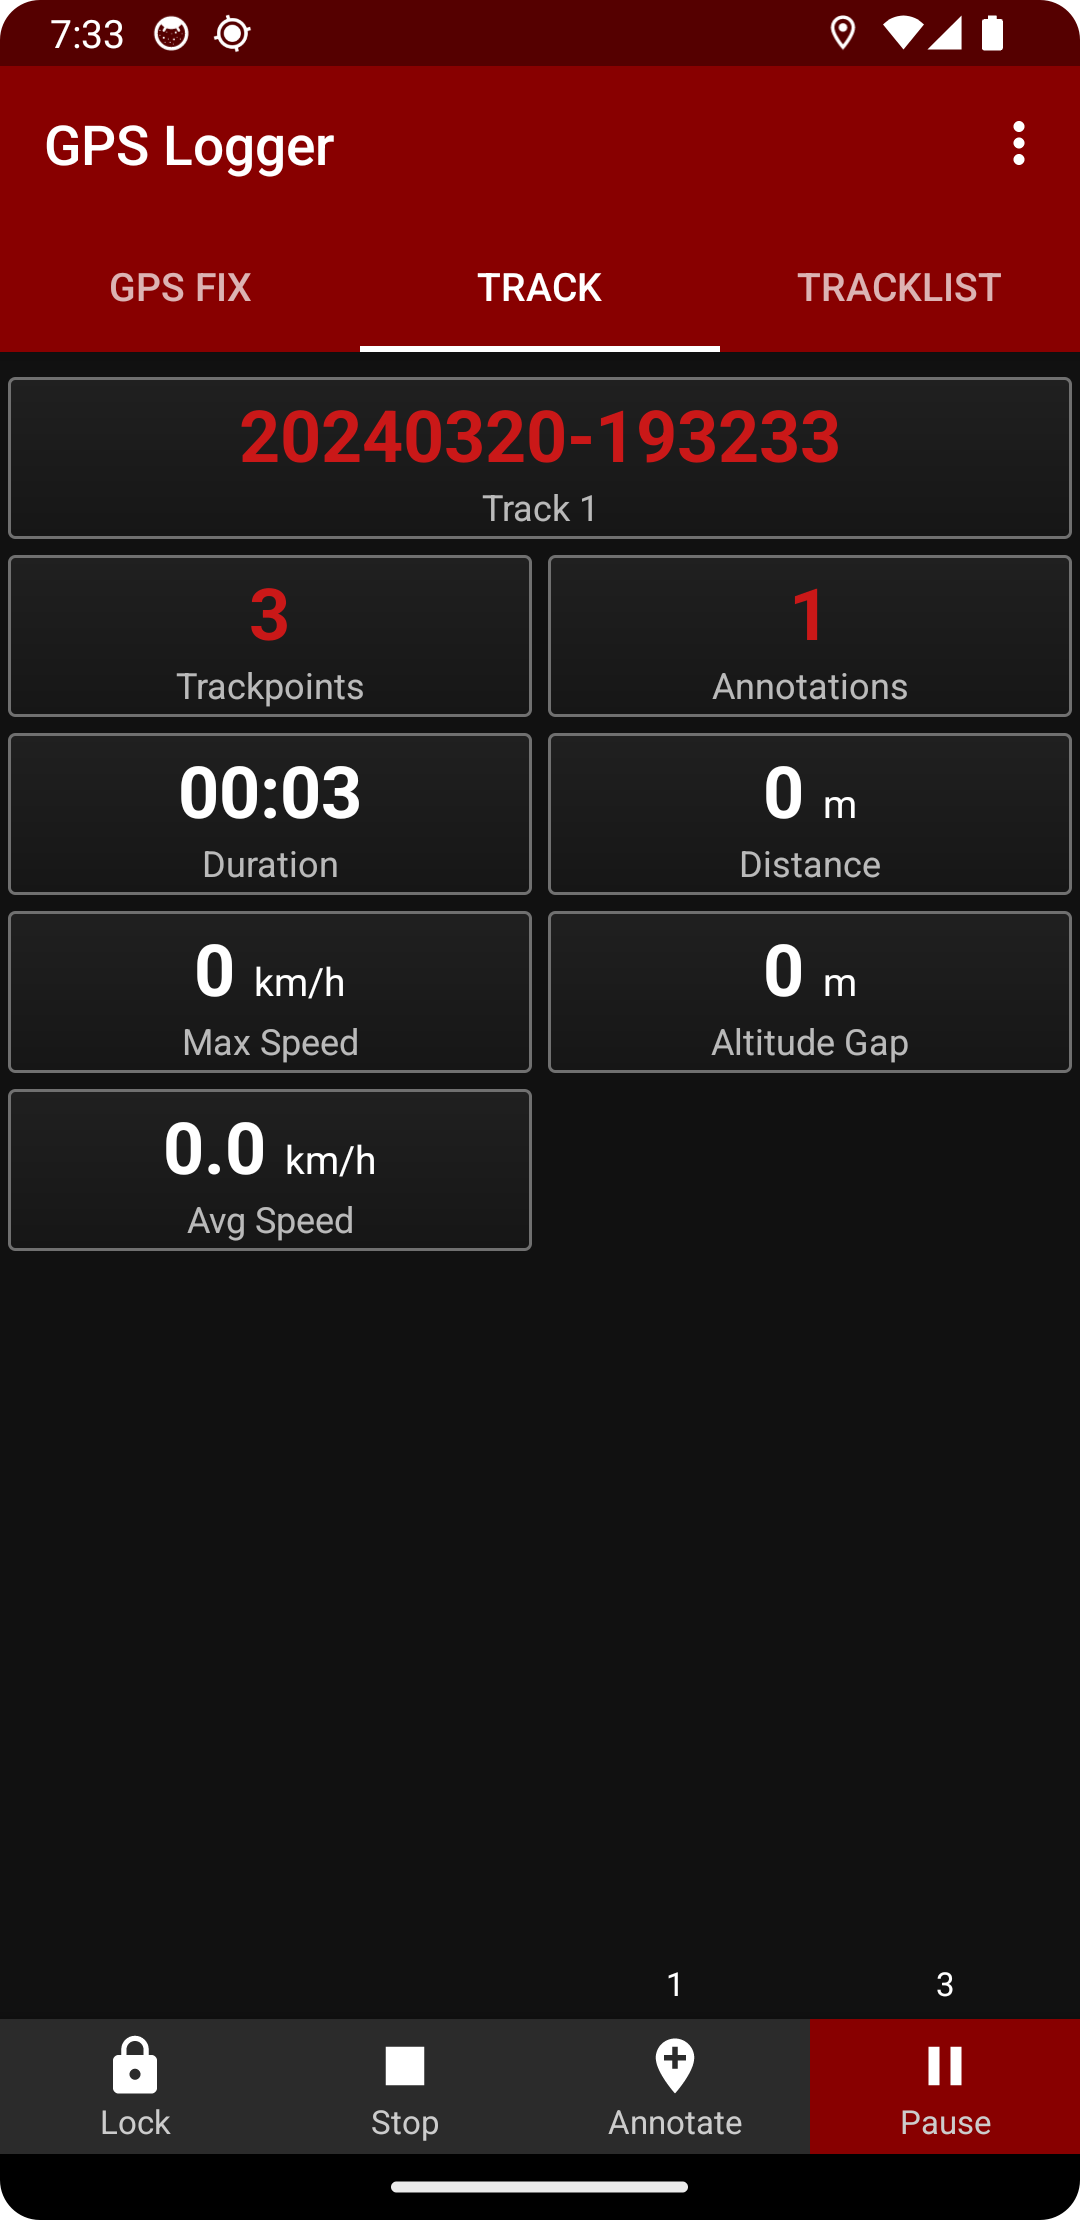 7:33
GPS Logger
GPS FIX
TRACK
TRACKLIST
20240320-193233
Track 1
3
Trackpoints
1
Annotations
00:03
Duration
0 m
Distance
0 km/h
Max Speed
0 m
Altitude Gap
0.0 km/h
Avg Speed
1
3
Lock
Stop
Annotate
Pause